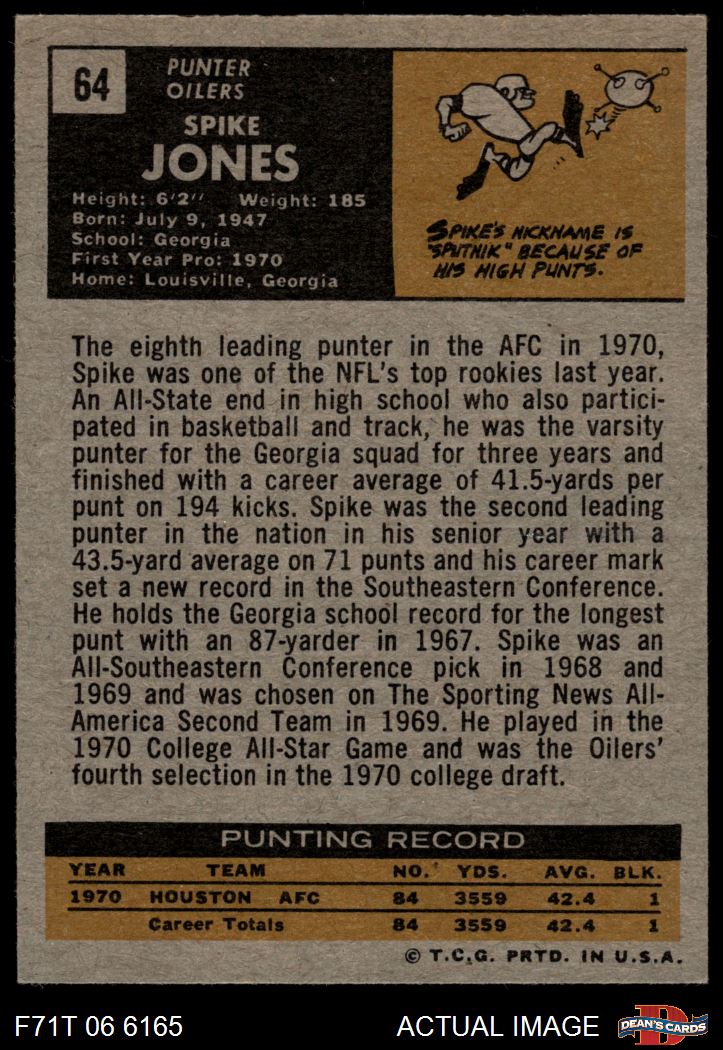 64
PUNTER
OILERS
SPIKE
JONES
Height: 6'2" Weight: 185
Born: July 9, 1947
School: Georgia
First Year Pro: 1970
Home: Louisville, Georgia
SPIKE'S NICKNAME IS
"SPUTNIK" BECAUSE OF
HIS HIGH PUNTS.
The eighth leading punter in the AFC in 1970,
Spike was one of the NFL's top rookies last year.
An All-State end in high school who also partici-
pated in basketball and track, he was the varsity
punter for the Georgia squad for three years and
finished with a career average of 41.5-yards per
punt on 194 kicks. Spike was the second leading
punter in the nation in his senior year with a
43.5-yard average on 71 punts and his career mark
set a new record in the Southeastern Conference.
He holds the Georgia school record for the longest
punt with an 87-yarder in 1967. Spike was an
All-Southeastern Conference pick in 1968 and
1969 and was chosen on The Sporting News All-
America Second Team in 1969. He played in the
1970 College All-Star Game and was the Oilers'
fourth selection in the 1970 college draft.
PUNTING RECORD
YEAR TEAM NO. YDS. AVG. BLK.
1970 HOUSTON AFC 84 3559 42.4 1
Career Totals 84 3559 42.4 1
© T.C.G. PRTD. IN U.S.A.
F71T 06 6165 ACTUAL IMAGE DEAN'S CARDS